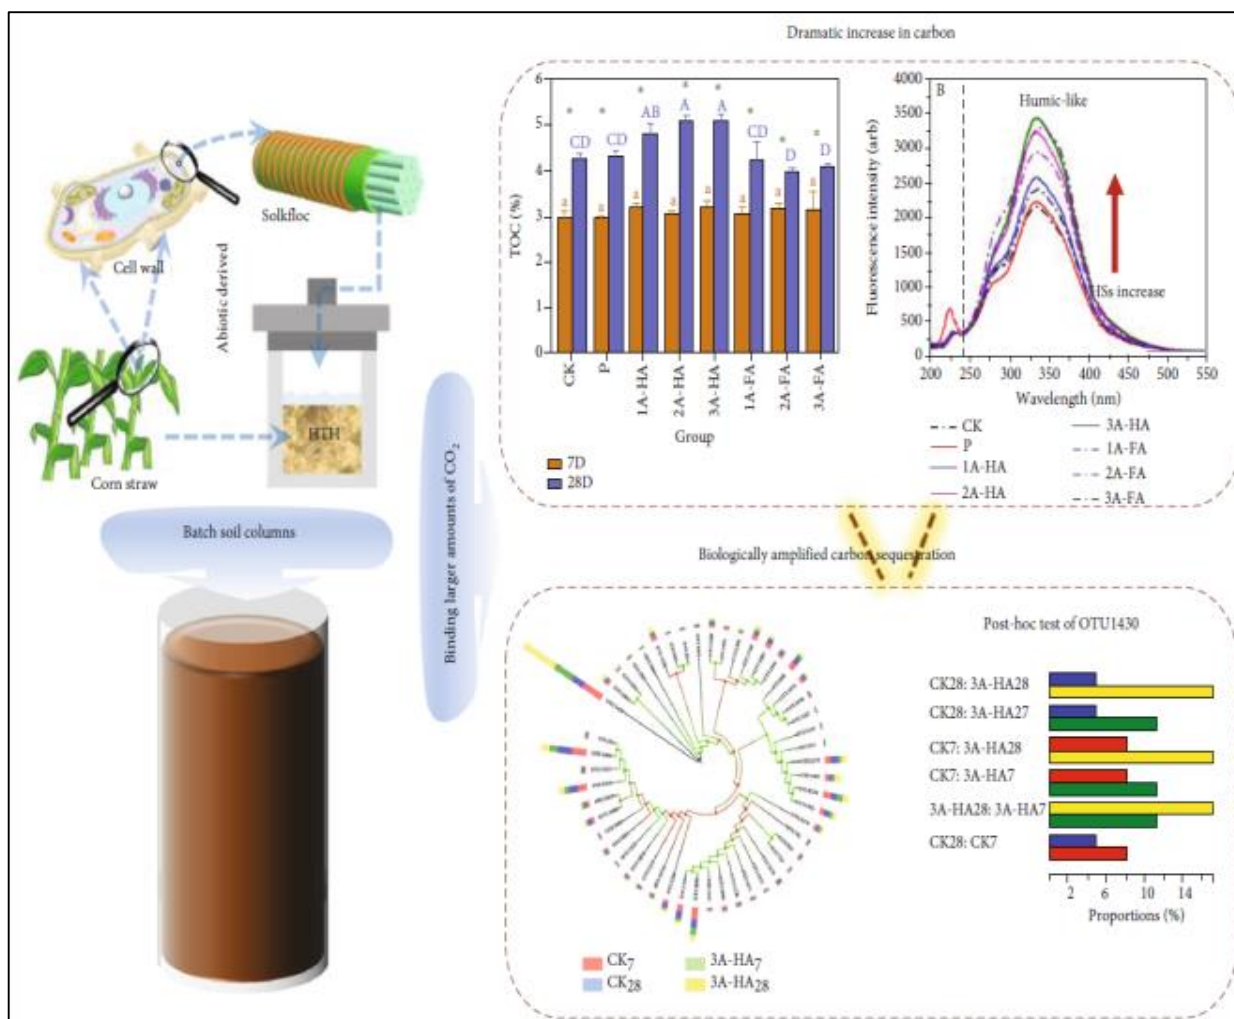 Dramatic increase in carbon
Solkfloc
Cell wall
Abiotic derived
HTH
Corn straw
Batch soil columns
Binding larger amounts of CO₂
TOC (%)
6
5
4
3
2
1
0
*
*
*
*
*
*
*
*
CD
CD
AB
A
A
CD
D
D
a
a
a
a
a
a
a
a
CK
P
1A-HA
2A-HA
3A-HA
1A-FA
2A-FA
3A-FA
Group
7D
28D
B
Humic-like
HSs increase
Fluorescence intensity (arb)
4000
3500
3000
2500
2000
1500
1000
500
0
200 250 300 350 400 450 500 550
Wavelength (nm)
CK
P
1A-HA
2A-HA
3A-HA
1A-FA
2A-FA
3A-FA
Biologically amplified carbon sequestration
CK₇
CK₂₈
3A-HA₇
3A-HA₂₈
Post-hoc test of OTU1430
CK28: 3A-HA28
CK28: 3A-HA27
CK7: 3A-HA28
CK7: 3A-HA7
3A-HA28: 3A-HA7
CK28: CK7
2 6 10 14
Proportions (%)